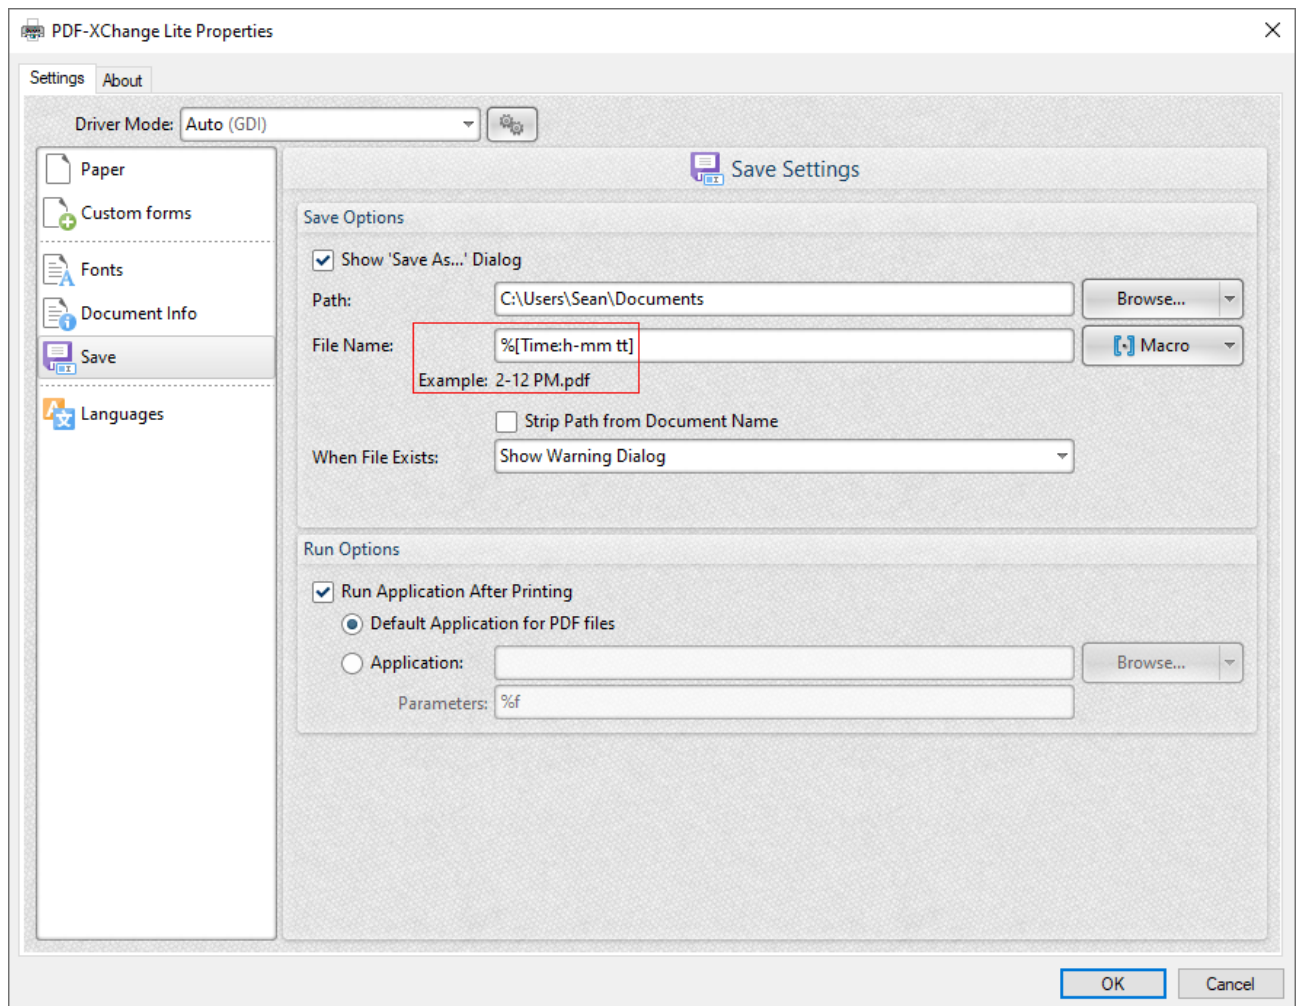 PDF-XChange Lite Properties
Settings
About
Driver Mode: Auto (GDI)
Paper
Custom forms
Fonts
Document Info
Save
Languages
Save Settings
Save Options
Show 'Save As...' Dialog
Path: C:\Users\Sean\Documents Browse...
File Name: %[Time:h-mm tt] Macro
Example: 2-12 PM.pdf
Strip Path from Document Name
When File Exists: Show Warning Dialog
Run Options
Run Application After Printing
Default Application for PDF files
Application: Browse...
Parameters: %f
OK Cancel